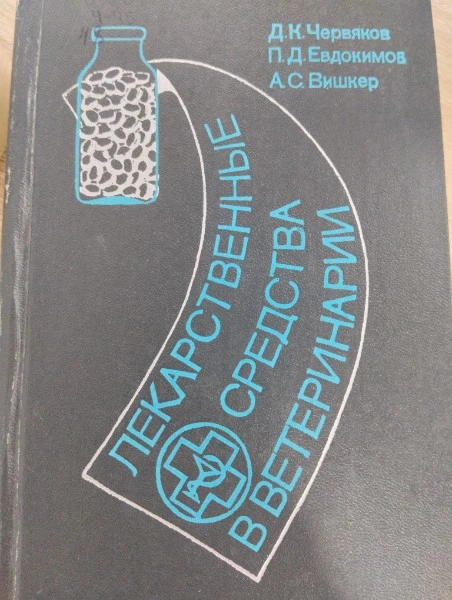 Д.К.Червяков
П.Д.Евдокимов
А.С.Вишкер
ЛЕКАРСТВЕННЫЕ
СРЕДСТВА
В ВЕТЕРИНАРИИ